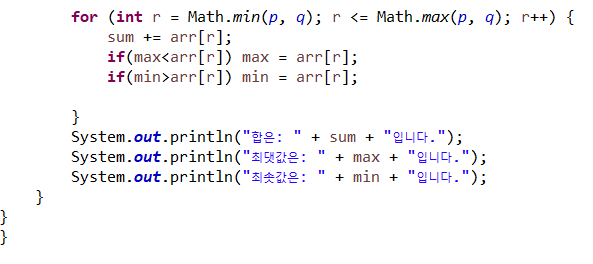 for (int r = Math.min(p, q); r <= Math.max(p, q); r++) {
sum += arr[r];
if(max<arr[r]) max = arr[r];
if(min>arr[r]) min = arr[r];
}
System.out.println("합은: " + sum + "입니다.");
System.out.println("최댓값은: " + max + "입니다.");
System.out.println("최솟값은: " + min + "입니다.");
}
}
}